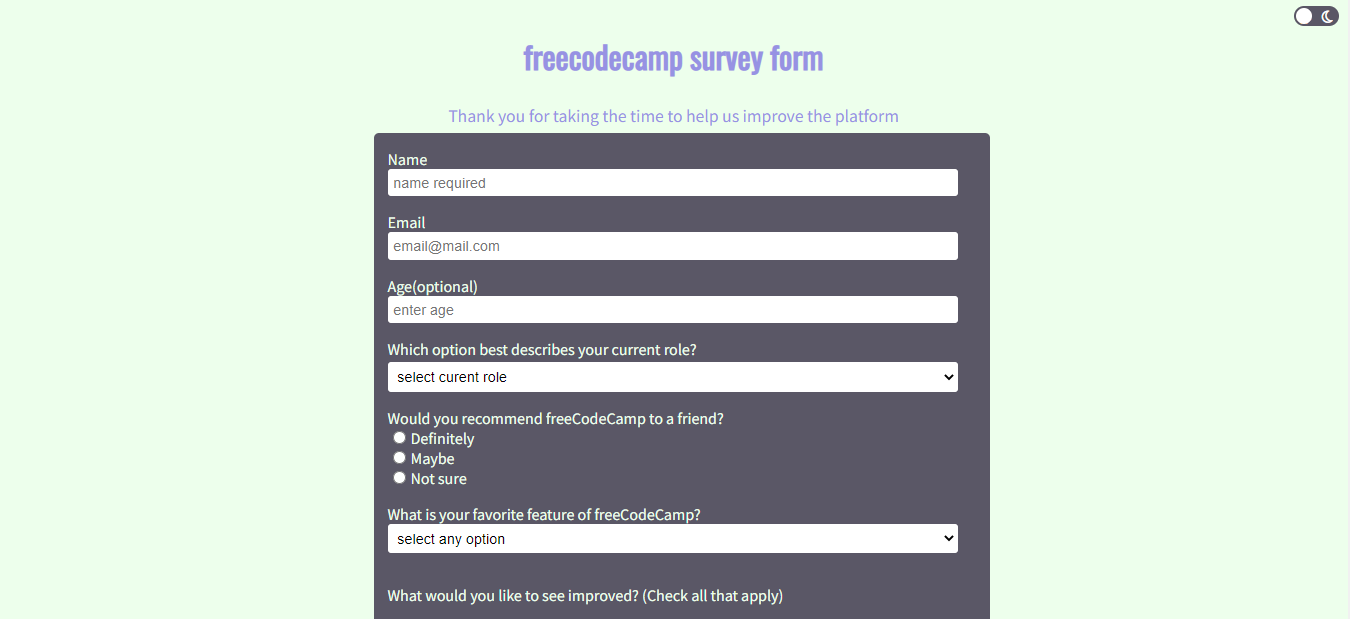 freecodecamp survey form
Thank you for taking the time to help us improve the platform
Name
name required
Email
email@mail.com
Age(optional)
enter age
Which option best describes your current role?
select curent role
Would you recommend freeCodeCamp to a friend?
Definitely
Maybe
Not sure
What is your favorite feature of freeCodeCamp?
select any option
What would you like to see improved? (Check all that apply)